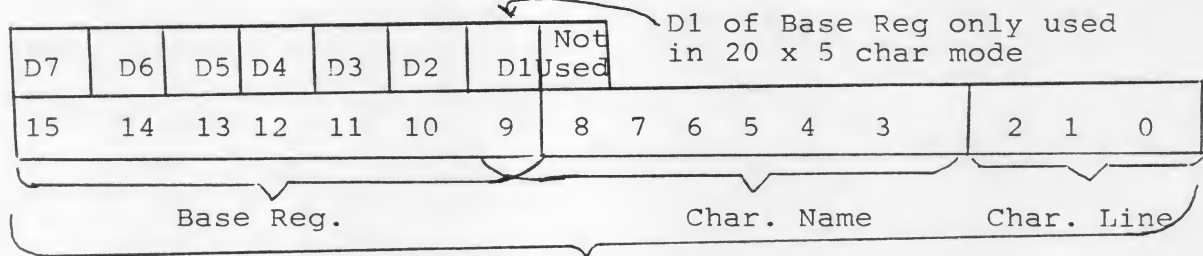 D1 of Base Reg only used
in 20 x 5 char mode
D7 D6 D5 D4 D3 D2 D1 Not Used
15 14 13 12 11 10 9 8 7 6 5 4 3 2 1 0
Base Reg. Char. Name Char. Line